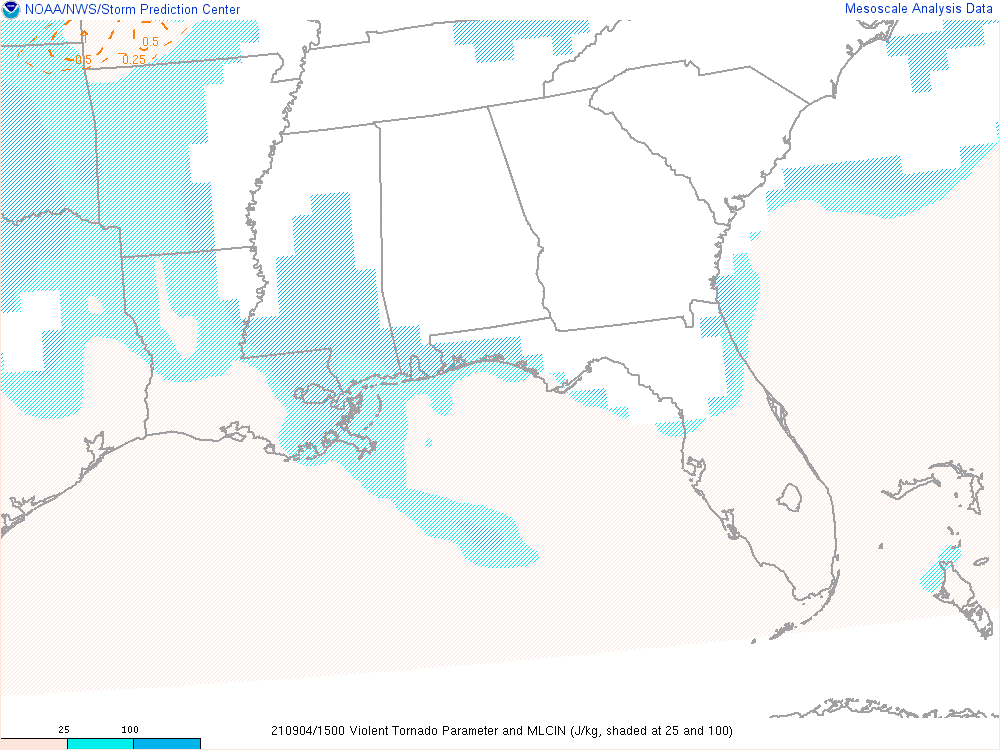 NOAA/NWS/Storm Prediction Center
Mesoscale Analysis Data
0.5
0.5
0.25
25
100
210904/1500 Violent Tornado Parameter and MLCIN (J/kg, shaded at 25 and 100)